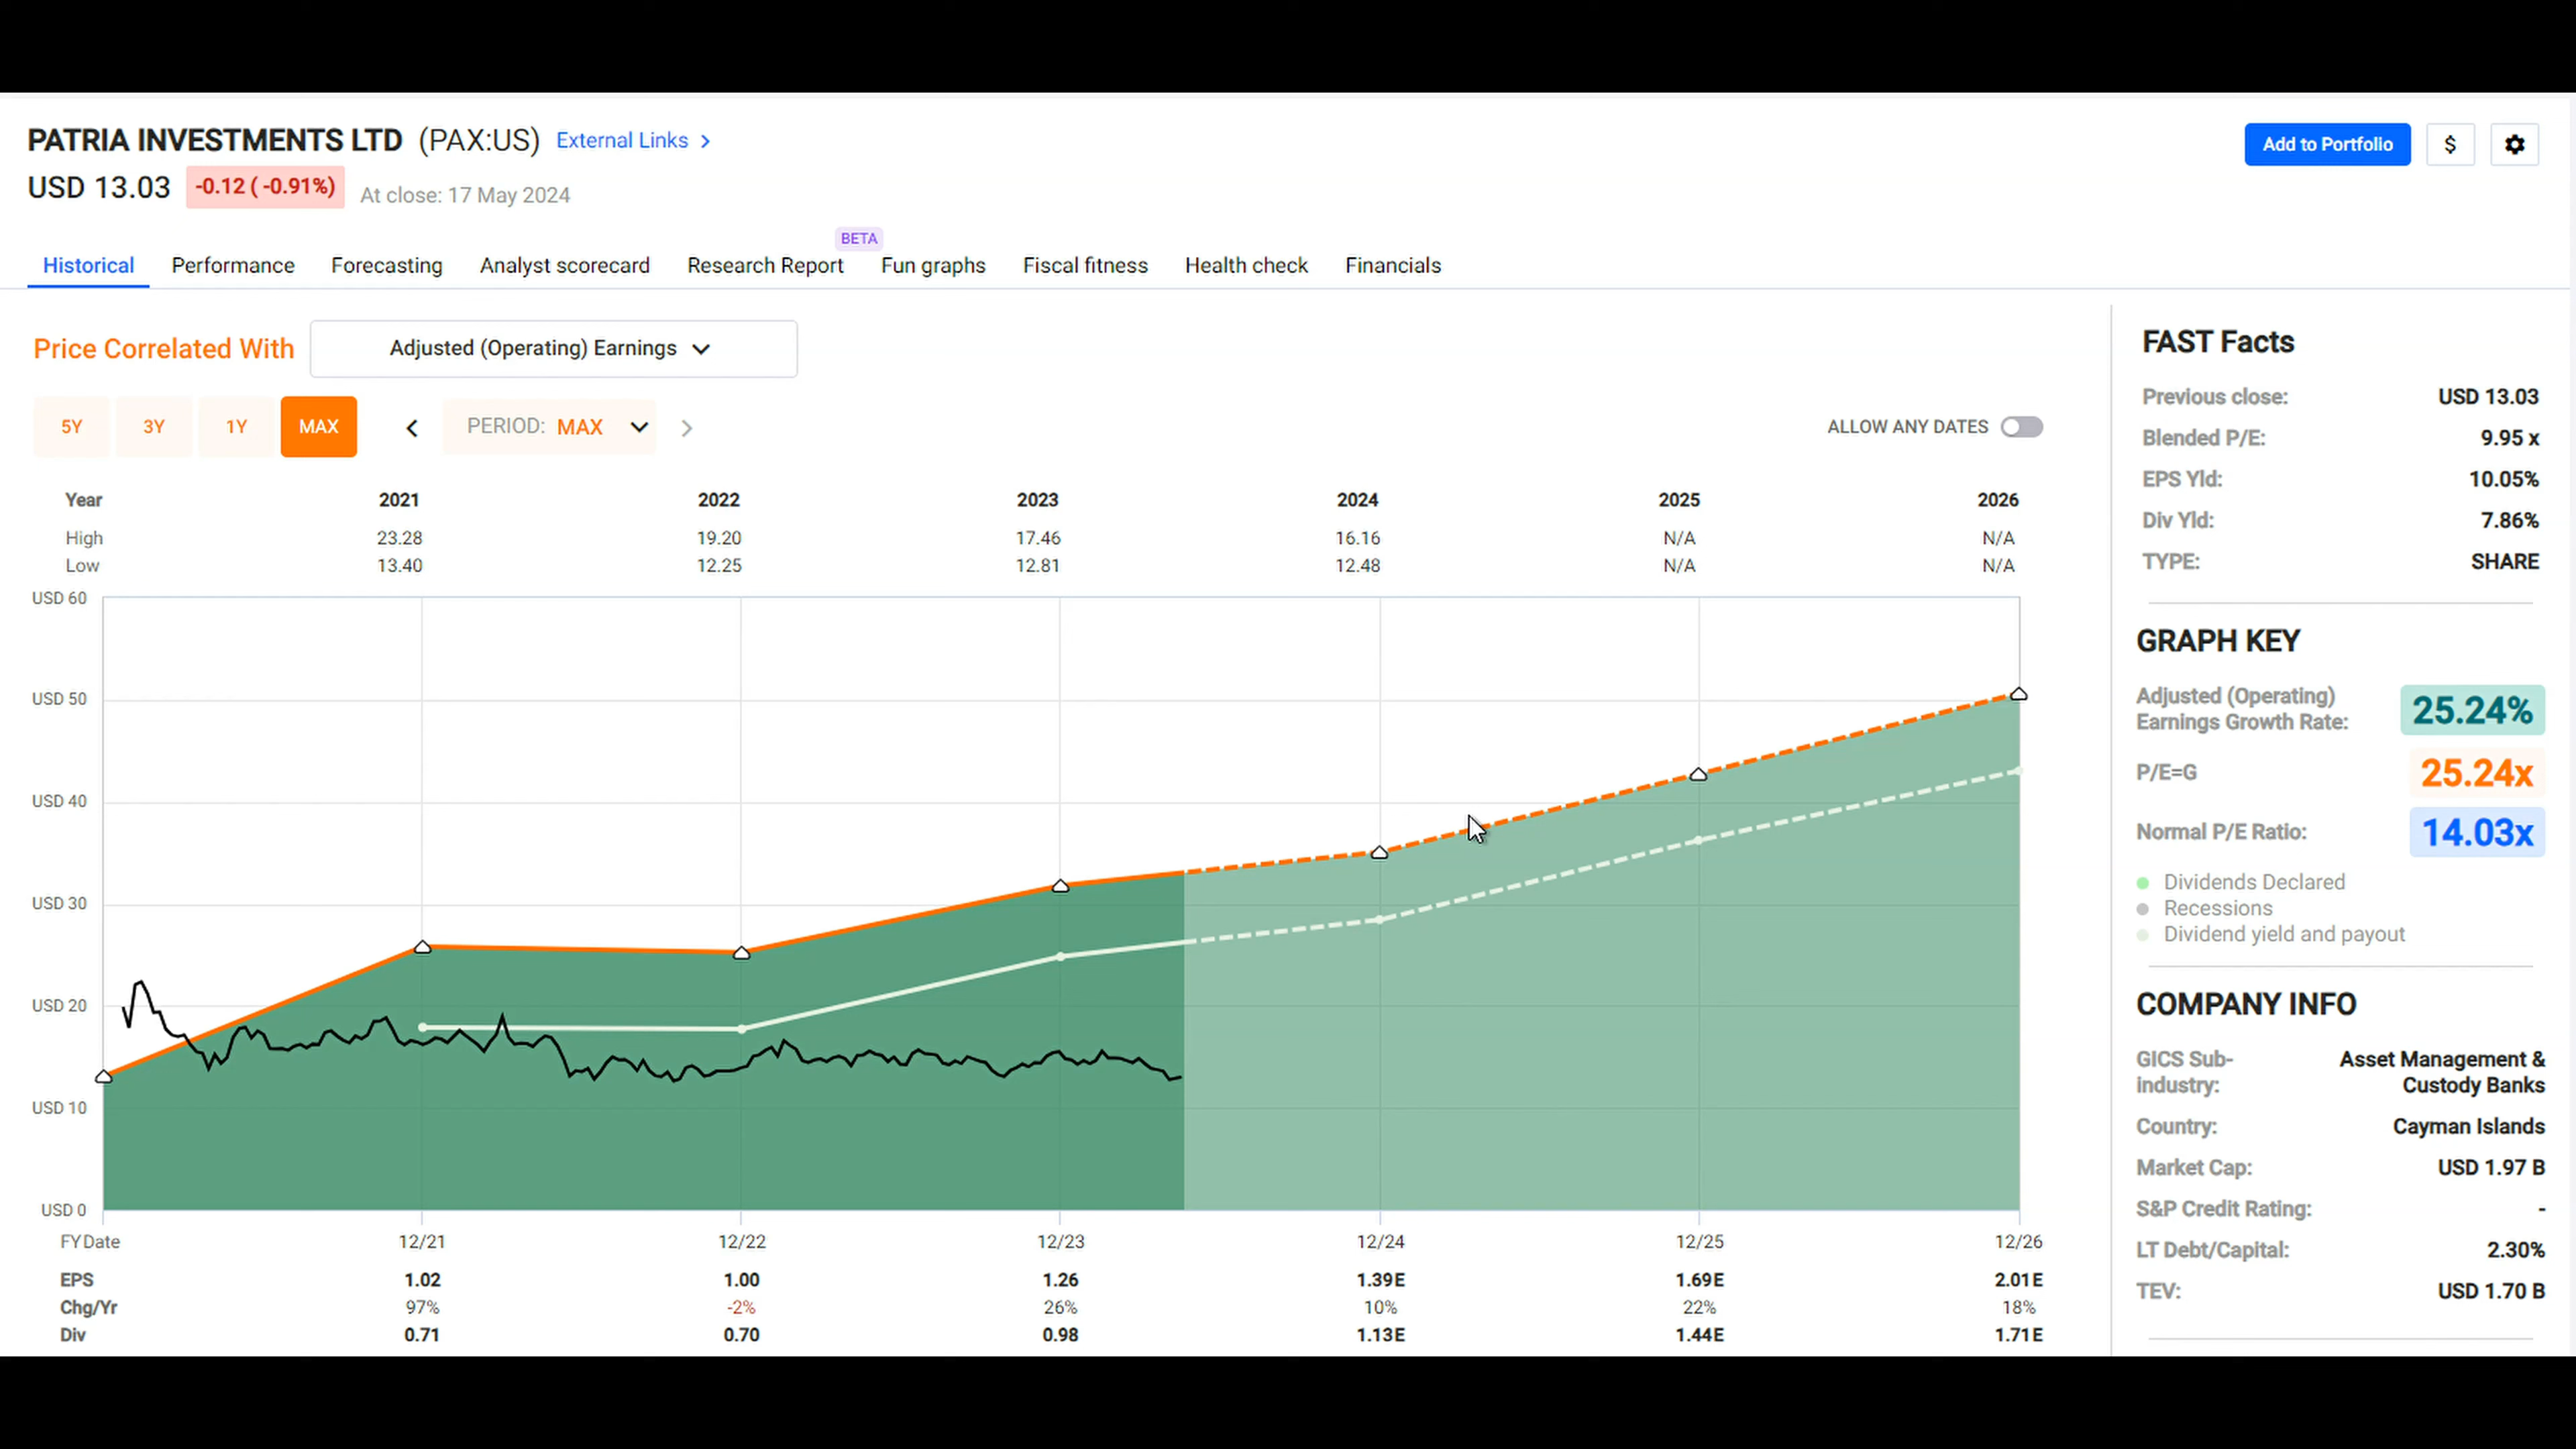 PATRIA INVESTMENTS LTD (PAX:US) External Links
USD 13.03 -0.12 ( -0.91%) At close: 17 May 2024
Add to Portfolio $
BETA
Historical Performance Forecasting Analyst scorecard Research Report Fun graphs Fiscal fitness Health check Financials
Price Correlated With Adjusted (Operating) Earnings
5Y 3Y 1Y MAX PERIOD: MAX ALLOW ANY DATES
Year 2021 2022 2023 2024 2025 2026
High 23.28 19.20 17.46 16.16 N/A N/A
Low 13.40 12.25 12.81 12.48 N/A N/A
USD 60
USD 50
USD 40
USD 30
USD 20
USD 10
USD 0
FY Date 12/21 12/22 12/23 12/24 12/25 12/26
EPS 1.02 1.00 1.26 1.39E 1.69E 2.01E
Chg/Yr 97% -2% 26% 10% 22% 18%
Div 0.71 0.70 0.98 1.13E 1.44E 1.71E
FAST Facts
Previous close: USD 13.03
Blended P/E: 9.95 x
EPS Yld: 10.05%
Div Yld: 7.86%
TYPE: SHARE
GRAPH KEY
Adjusted (Operating)
Earnings Growth Rate: 25.24%
P/E=G 25.24x
Normal P/E Ratio: 14.03x
Dividends Declared
Recessions
Dividend yield and payout
COMPANY INFO
GICS Sub- Asset Management &
industry: Custody Banks
Country: Cayman Islands
Market Cap: USD 1.97 B
S&P Credit Rating: -
LT Debt/Capital: 2.30%
TEV: USD 1.70 B